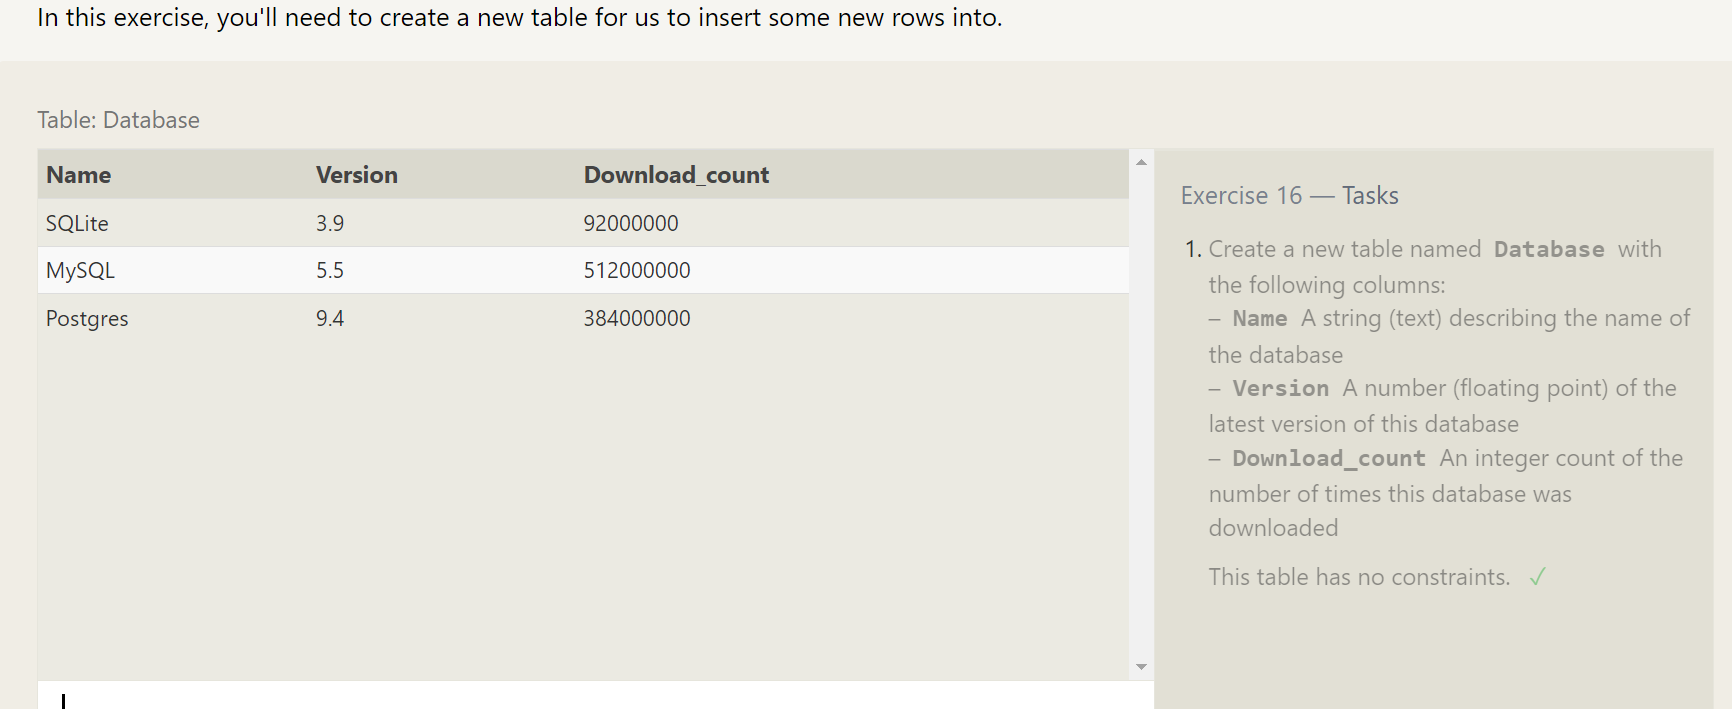 In this exercise, you'll need to create a new table for us to insert some new rows into.
Table: Database
Name Version Download_count
SQLite 3.9 92000000
MySQL 5.5 512000000
Postgres 9.4 384000000
Exercise 16 — Tasks
1. Create a new table named Database with
the following columns:
– Name A string (text) describing the name of
the database
– Version A number (floating point) of the
latest version of this database
– Download_count An integer count of the
number of times this database was
downloaded
This table has no constraints. ✓